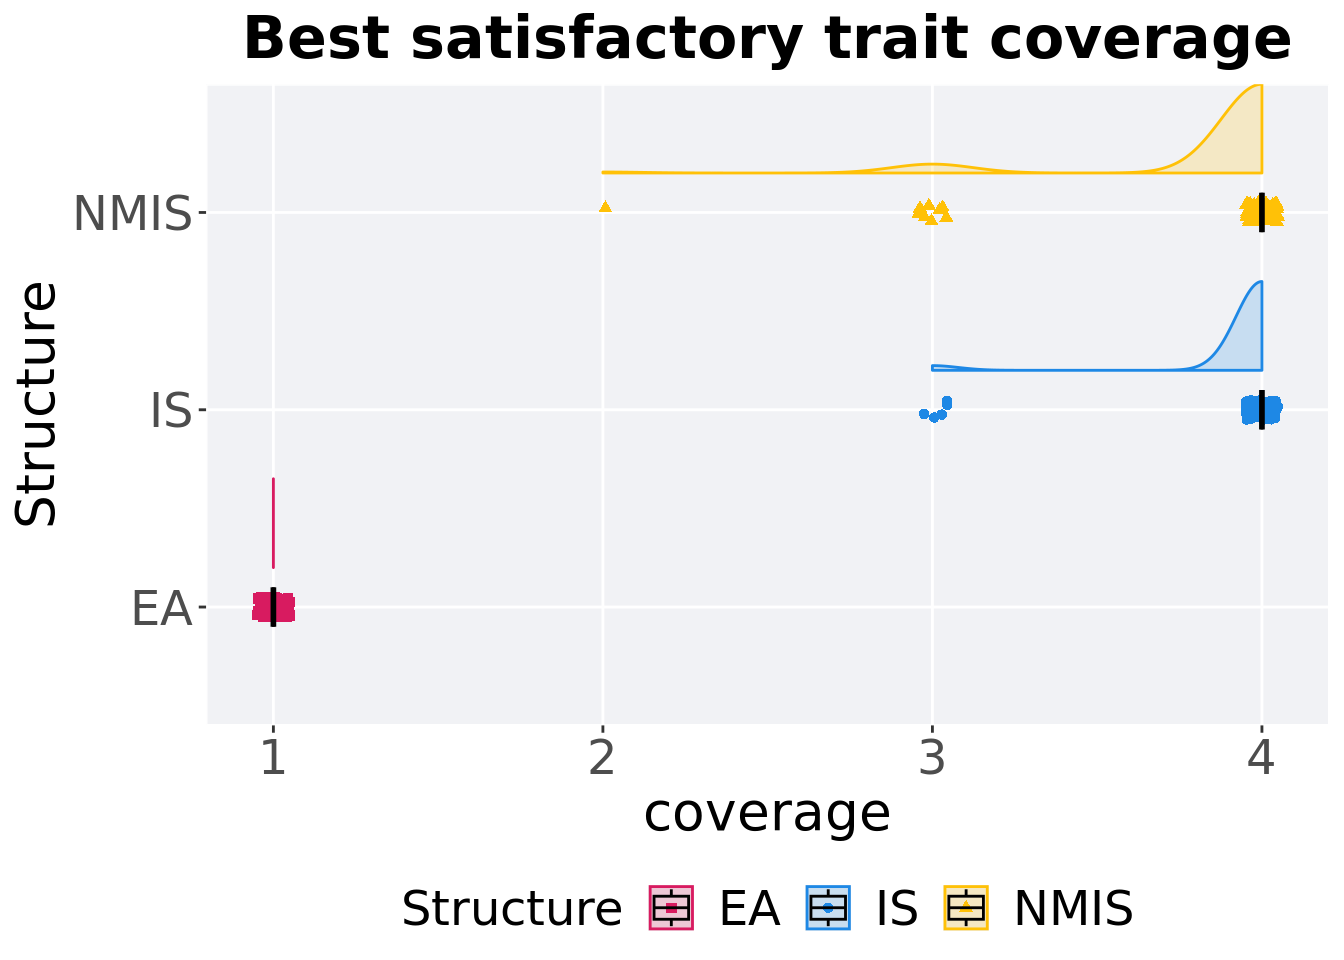 Best satisfactory trait coverage
Structure
NMIS
IS
EA
1 2 3 4
coverage
Structure EA IS NMIS